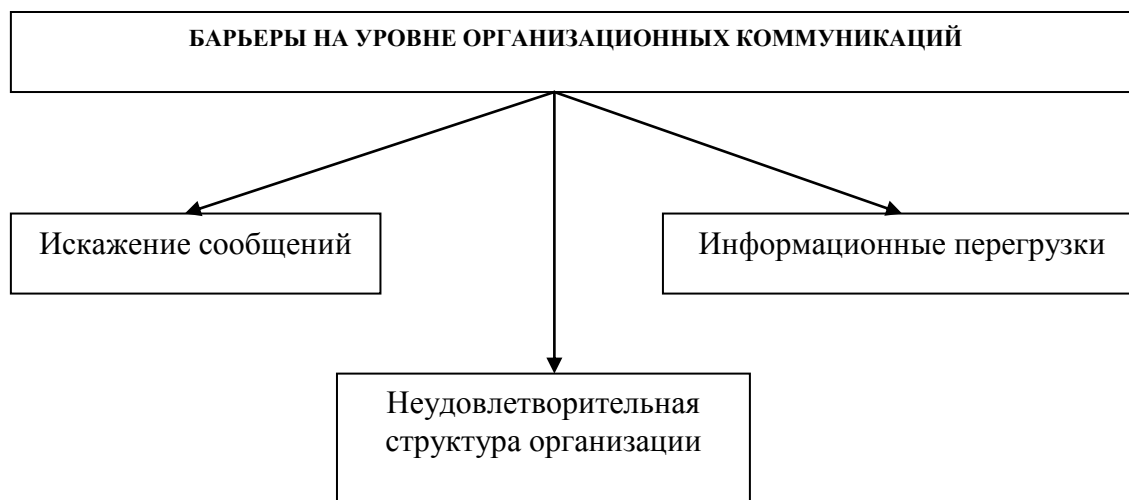 БАРЬЕРЫ НА УРОВНЕ ОРГАНИЗАЦИОННЫХ КОММУНИКАЦИЙ
Искажение сообщений
Информационные перегрузки
Неудовлетворительная
структура организации